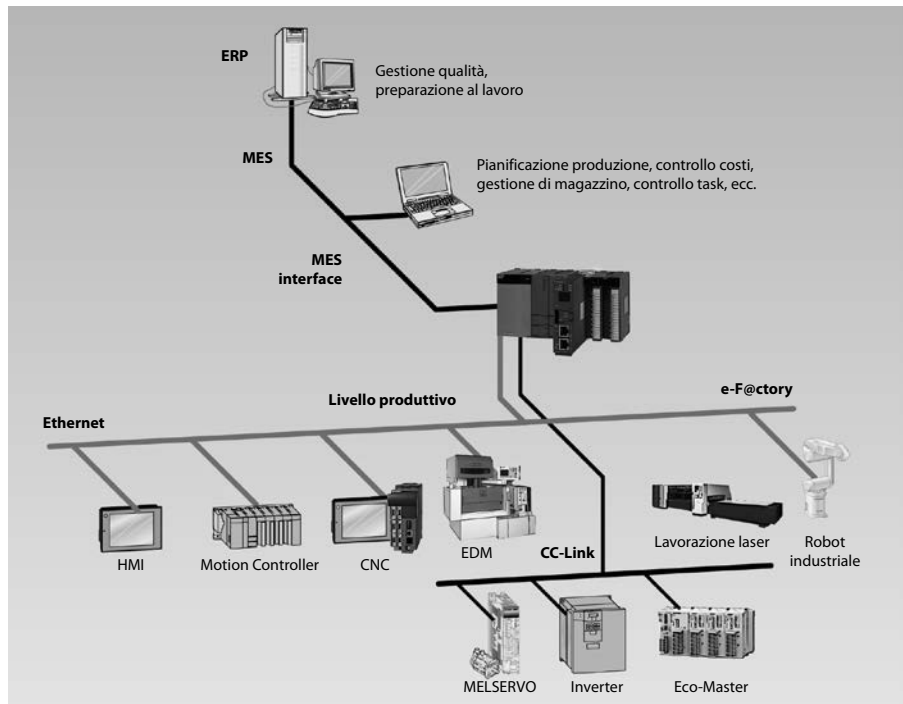 ERP
Gestione qualità,
preparazione al lavoro
MES
Pianificazione produzione, controllo costi,
gestione di magazzino, controllo task, ecc.
MES
interface
e-F@ctory
Livello produttivo
Ethernet
HMI
Motion Controller
CNC
EDM
CC-Link
Lavorazione laser
Robot
industriale
MELSERVO
Inverter
Eco-Master